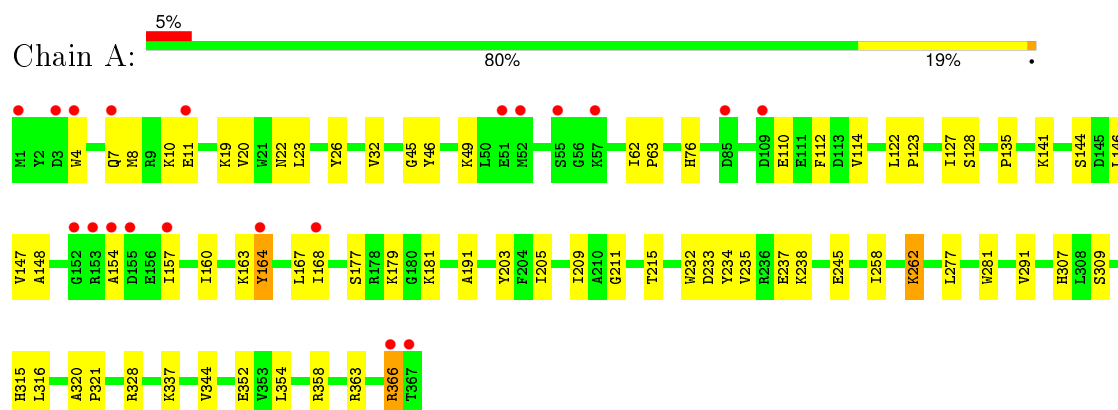 5%
Chain A:
80% 19% •
M1 Y2 D3 W4 Q7 M8 R9 K10 E11 K19 V20 W21 N22 L23 Y26 V32 G45 Y46 K49 L50 E51 M52 S55 G56 K57 I62 P63 H76 D85 D109 E110 E111 F112 D113 V114 L122 P123 I127 S128 P135 K141 S144 D145 L146
V147 A148 G152 R153 A154 D155 E156 I157 I160 K163 Y164 L167 I168 S177 R178 K179 G180 K181 A191 Y203 F204 I205 I209 A210 G211 T215 W232 D233 Y234 V235 R236 E237 K238 E245 I258 K262 L277 W281 V291 H307 L308 S309
H315 L316 A320 P321 R328 K337 V344 E352 V353 L354 R358 R363 R366 T367